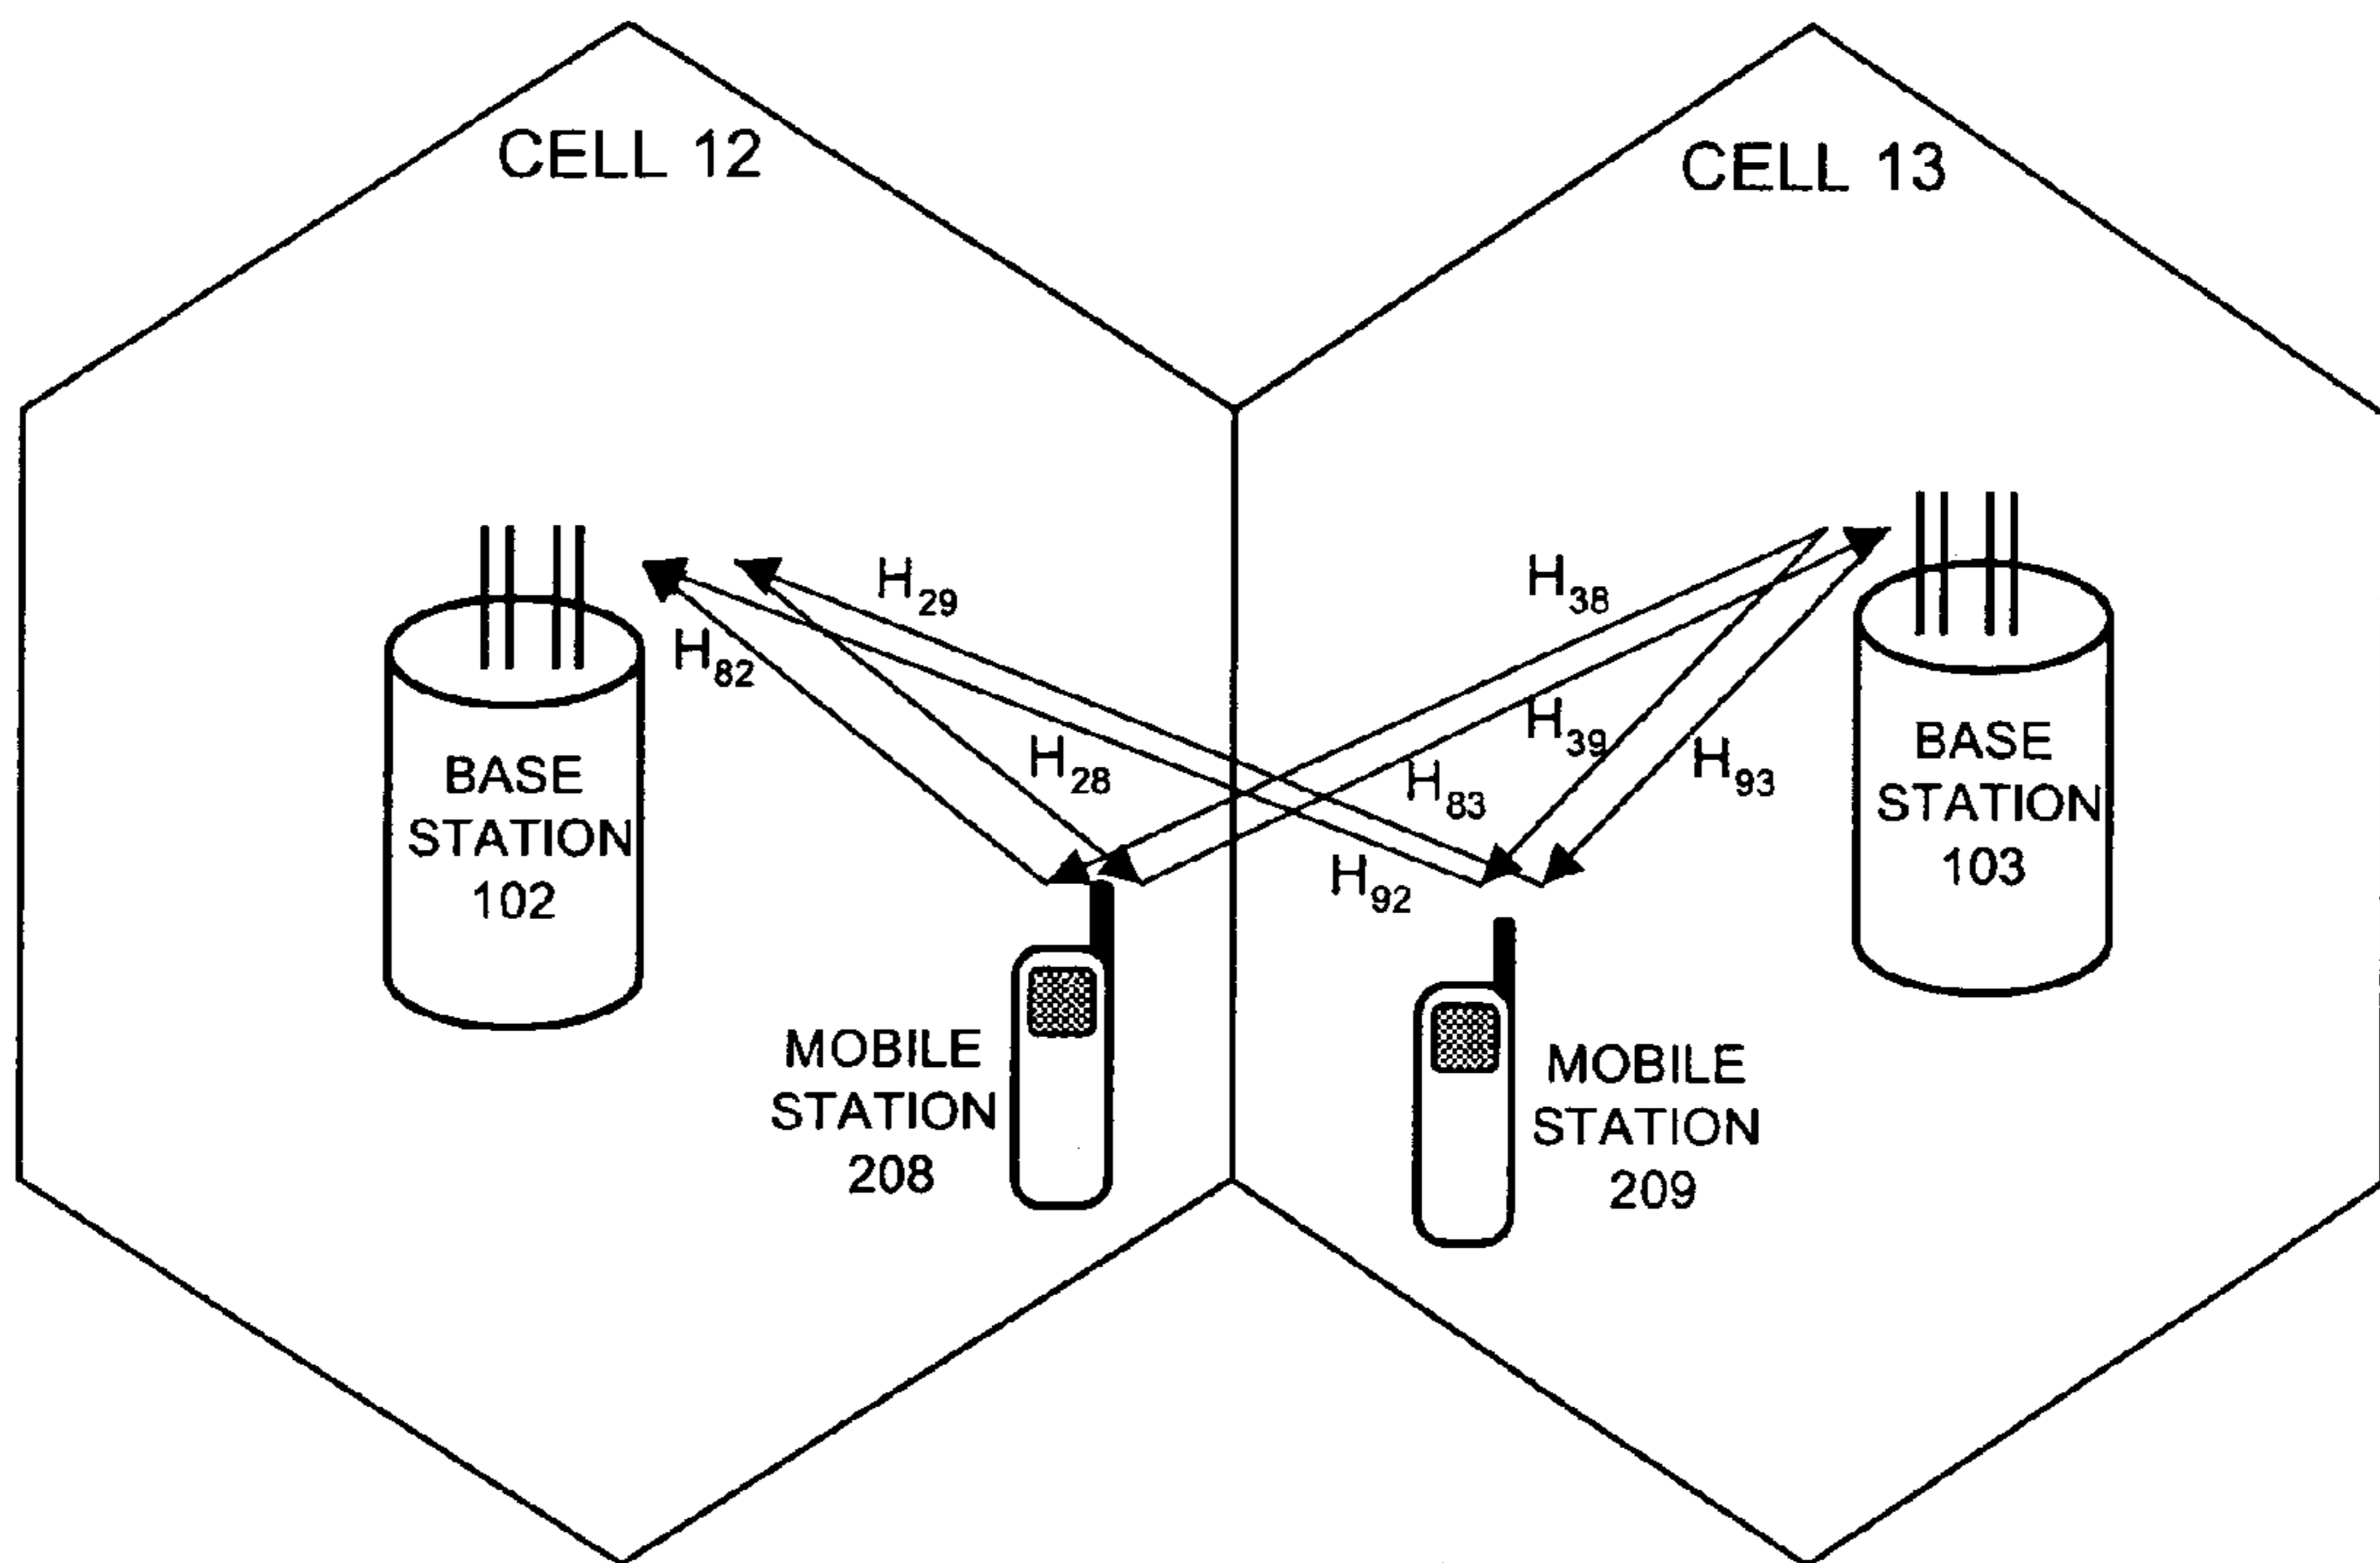 CELL 12
CELL 13
H29
H38
H82
H39
H28
H93
H83
H92
BASE
STATION
102
BASE
STATION
103
MOBILE
STATION
208
MOBILE
STATION
209